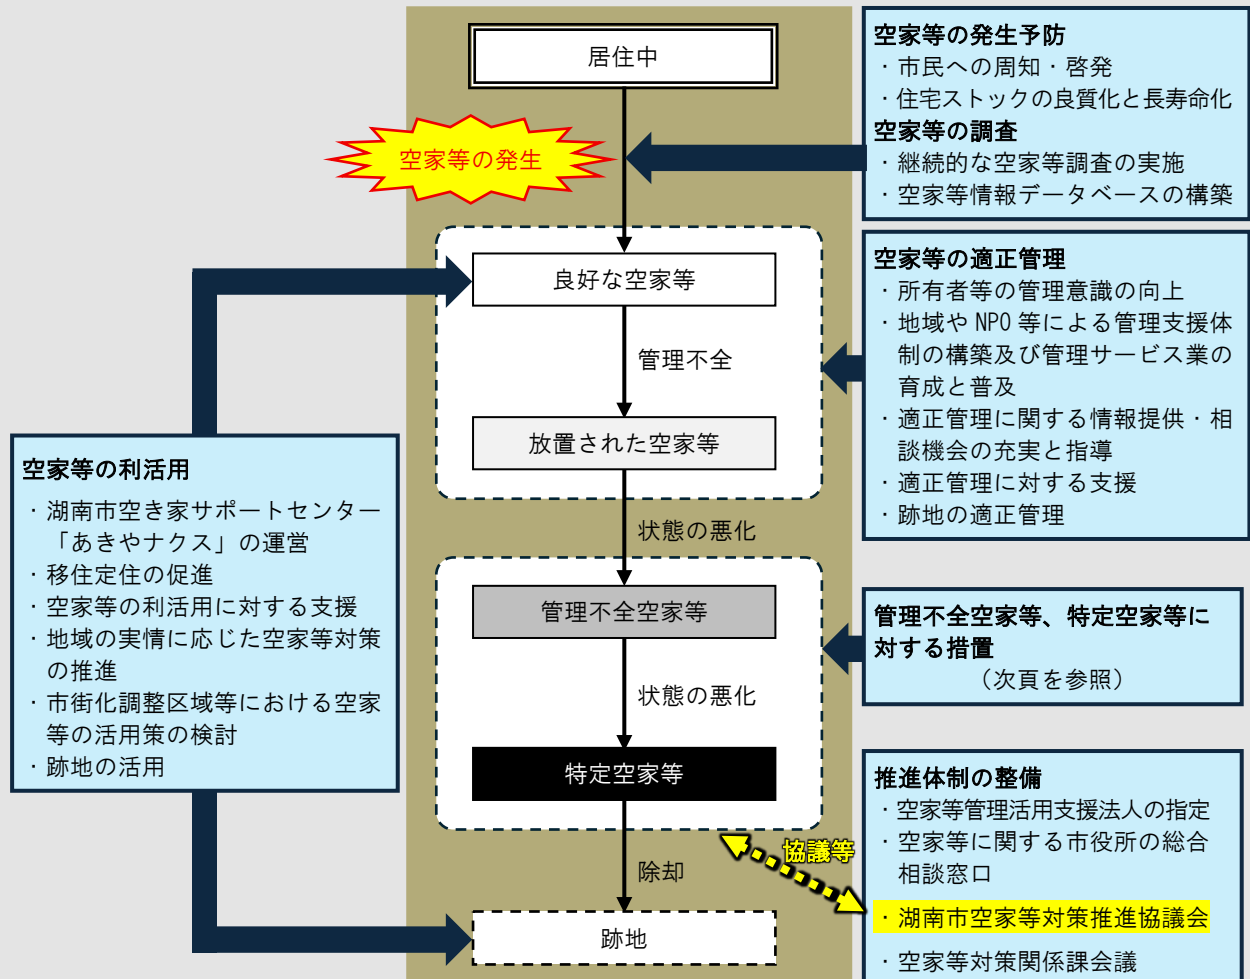 居住中
空家等の発生
良好な空家等
管理不全
放置された空家等
状態の悪化
管理不全空家等
状態の悪化
特定空家等
協議等
除却
跡地
空家等の利活用
・湖南市空き家サポートセンター
「あきやナクス」の運営
・移住定住の促進
・空家等の利活用に対する支援
・地域の実情に応じた空家等対策
の推進
・市街化調整区域等における空家
等の活用策の検討
・跡地の活用
空家等の発生予防
・市民への周知・啓発
・住宅ストックの良質化と長寿命化
空家等の調査
・継続的な空家等調査の実施
・空家等情報データベースの構築
空家等の適正管理
・所有者等の管理意識の向上
・地域や NPO 等による管理支援体
制の構築及び管理サービス業の
育成と普及
・適正管理に関する情報提供・相
談機会の充実と指導
・適正管理に対する支援
・跡地の適正管理
管理不全空家等、特定空家等に
対する措置
（次頁を参照）
推進体制の整備
・空家等管理活用支援法人の指定
・空家等に関する市役所の総合
相談窓口
・湖南市空家等対策推進協議会
・空家等対策関係課会議